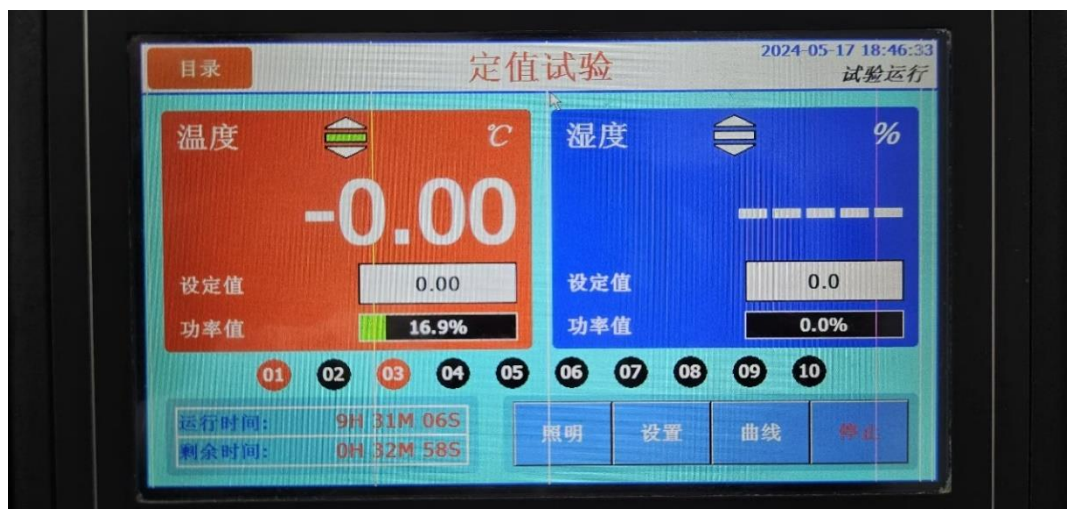 目录
定值试验
2024-05-17 18:46:33
试验运行
温度 ℃
-0.00
设定值 0.00
功率值 16.9%
湿度 %
-----
设定值 0.0
功率值 0.0%
01 02 03 04 05 06 07 08 09 10
运行时间: 9H 31M 06S
剩余时间: 0H 32M 58S
照明 设置 曲线 停止